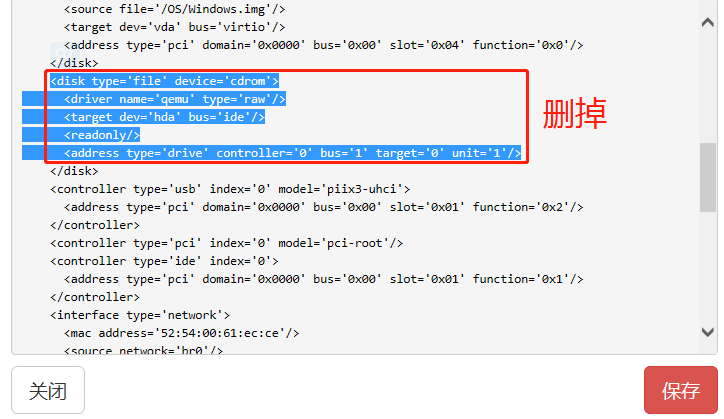 <source file='/OS/Windows.img'/>
<target dev='vda' bus='virtio'/>
<address type='pci' domain='0x0000' bus='0x00' slot='0x04' function='0x0'/>
</disk>
<disk type='file' device='cdrom'>
<driver name='qemu' type='raw'/>
<target dev='hda' bus='ide'/>
<readonly/>
<address type='drive' controller='0' bus='1' target='0' unit='1'/>
删掉
</disk>
<controller type='usb' index='0' model='piix3-uhci'>
<address type='pci' domain='0x0000' bus='0x00' slot='0x01' function='0x2'/>
</controller>
<controller type='pci' index='0' model='pci-root'/>
<controller type='ide' index='0'>
<address type='pci' domain='0x0000' bus='0x00' slot='0x01' function='0x1'/>
</controller>
<interface type='network'>
<mac address='52:54:00:61:ec:ce'/>
<source network='br0'/>
关闭
保存